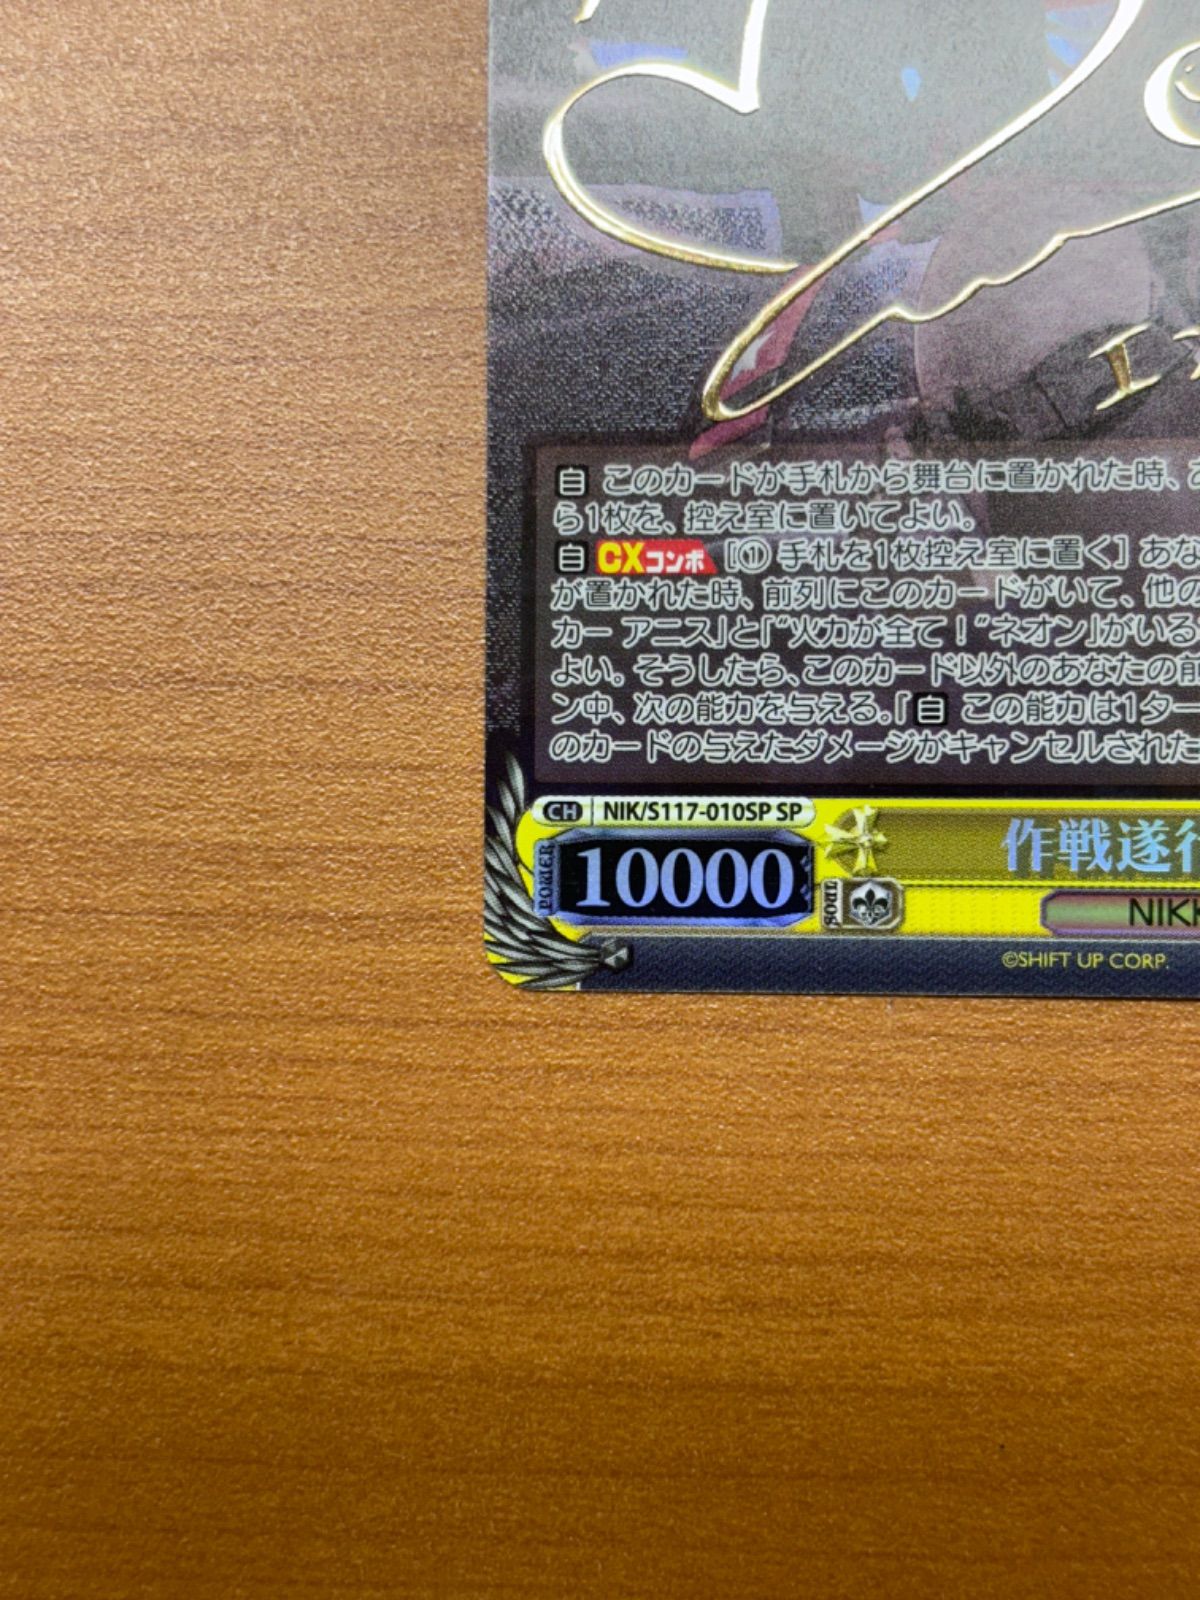 自 このカードが手札から舞台に置かれた時、
ら1枚を、控え室に置いてよい。
自 CXコンボ [① 手札を1枚控え室に置く] あな
が置かれた時、前列にこのカードがいて、他の
カー アニス」と「“火力が全て！”ネオン」がいる
よい。そうしたら、このカード以外のあなたの前
ン中、次の能力を与える。『自 この能力は1ター
のカードの与えたダメージがキャンセルされた
CH NIK/S117-010SP SP
POWER 10000 作戦遂行
SOUL NIKK
©SHIFT UP CORP.